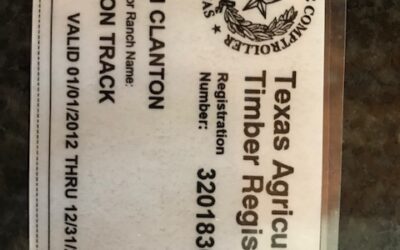 COMPTROLLER
Texas Agricu
Timber Regis
Registration
Number: 320183
CLANTON
or Ranch Name:
ON TRACK
VALID 01/01/2012 THRU 12/31/